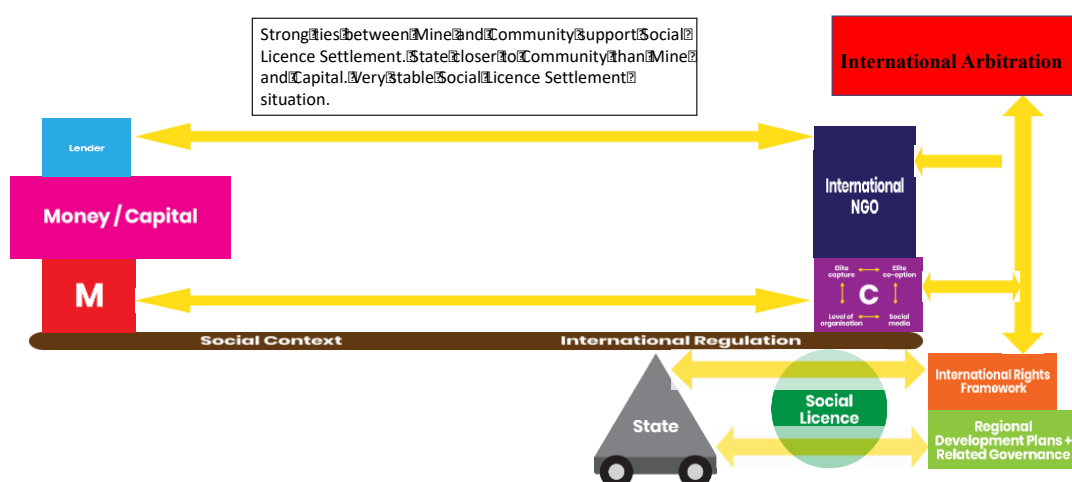 Strong ties between Mine and Community support Social
Licence Settlement. State closer to Community than Mine
and Capital. Very stable Social Licence Settlement
situation.
International Arbitration
Lender
Money / Capital
M
International
NGO
Elite
capture
Elite
co-option
C
Level of
organisation
Social
media
Social Context
International Regulation
State
Social
Licence
International Rights
Framework
Regional
Development Plans +
Related Governance